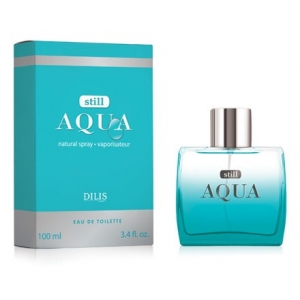 still
AQUA
natural spray • vaporisateur
DILIS
EAU DE TOILETTE
100 ml 3.4 fl. oz.
still
AQUA